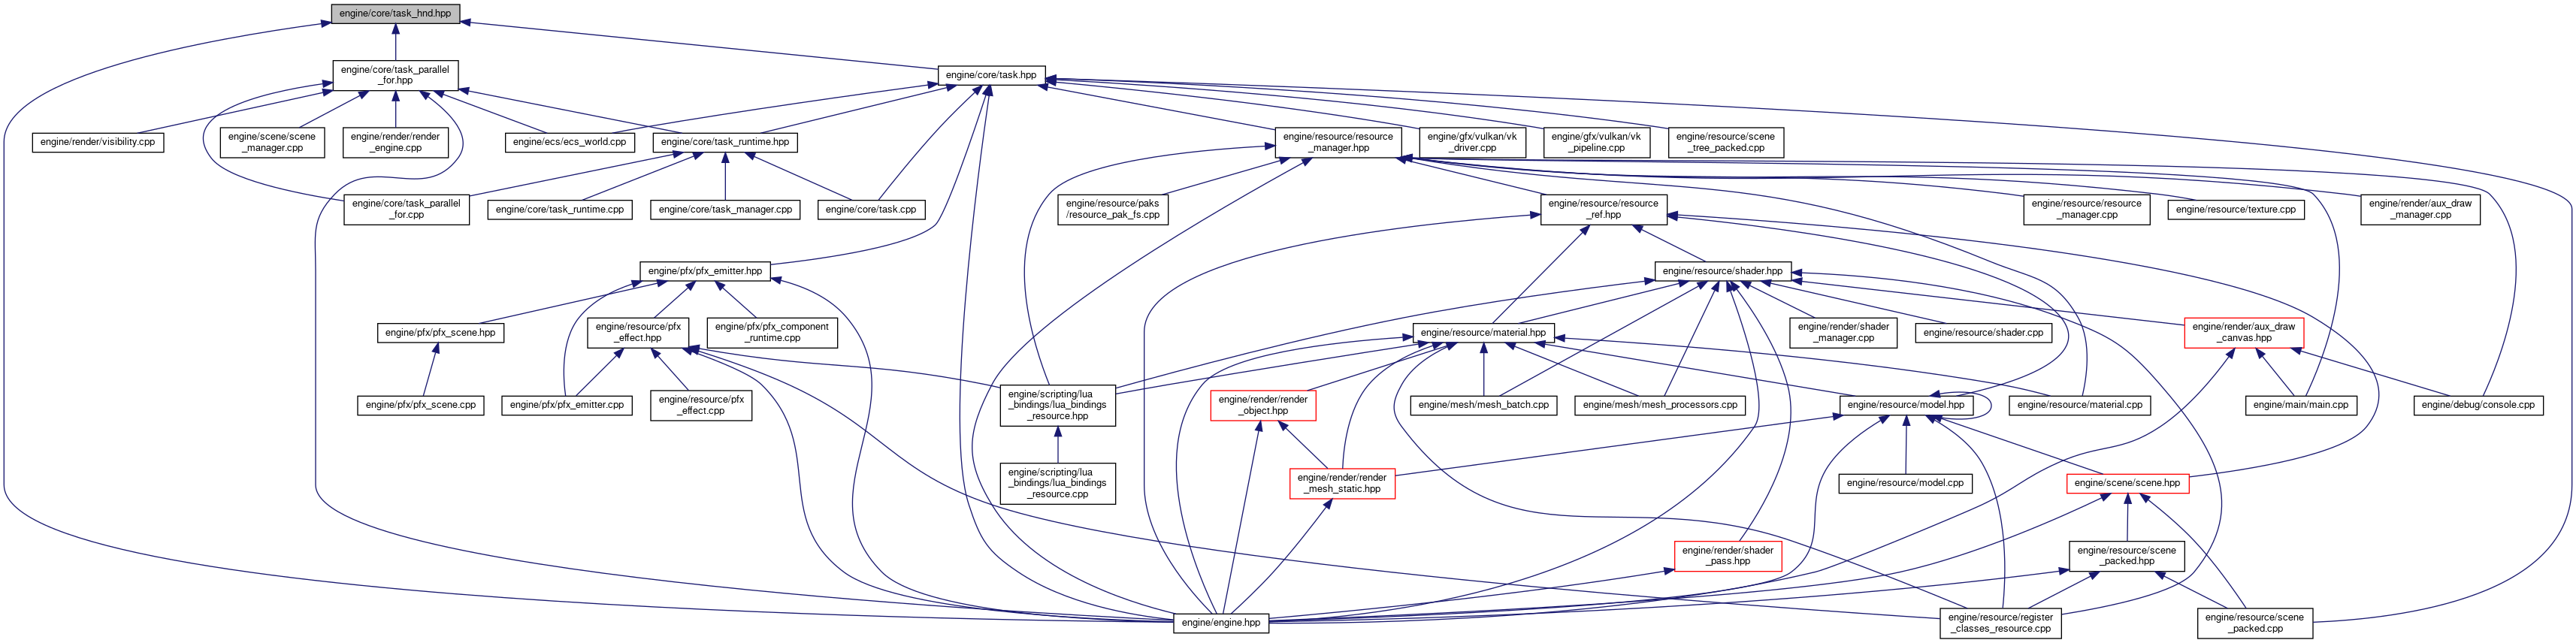 engine/core/task_hnd.hpp
engine/core/task_parallel
_for.hpp
engine/core/task.hpp
engine/render/visibility.cpp
engine/scene/scene
_manager.cpp
engine/render/render
_engine.cpp
engine/ecs/ecs_world.cpp
engine/core/task_runtime.hpp
engine/resource/resource
_manager.hpp
engine/gfx/vulkan/vk
_driver.cpp
engine/gfx/vulkan/vk
_pipeline.cpp
engine/resource/scene
_tree_packed.cpp
engine/core/task_parallel
_for.cpp
engine/core/task_runtime.cpp
engine/core/task_manager.cpp
engine/core/task.cpp
engine/resource/paks
/resource_pak_fs.cpp
engine/resource/resource
_ref.hpp
engine/resource/resource
_manager.cpp
engine/resource/texture.cpp
engine/render/aux_draw
_manager.cpp
engine/pfx/pfx_emitter.hpp
engine/resource/shader.hpp
engine/pfx/pfx_scene.hpp
engine/resource/pfx
_effect.hpp
engine/pfx/pfx_component
_runtime.cpp
engine/resource/material.hpp
engine/render/shader
_manager.cpp
engine/resource/shader.cpp
engine/render/aux_draw
_canvas.hpp
engine/pfx/pfx_scene.cpp
engine/pfx/pfx_emitter.cpp
engine/resource/pfx
_effect.cpp
engine/scripting/lua
_bindings/lua_bindings
_resource.hpp
engine/render/render
_object.hpp
engine/mesh/mesh_batch.cpp
engine/mesh/mesh_processors.cpp
engine/resource/model.hpp
engine/resource/material.cpp
engine/main/main.cpp
engine/debug/console.cpp
engine/scripting/lua
_bindings/lua_bindings
_resource.cpp
engine/render/render
_mesh_static.hpp
engine/resource/model.cpp
engine/scene/scene.hpp
engine/render/shader
_pass.hpp
engine/resource/scene
_packed.hpp
engine/engine.hpp
engine/resource/register
_classes_resource.cpp
engine/resource/scene
_packed.cpp